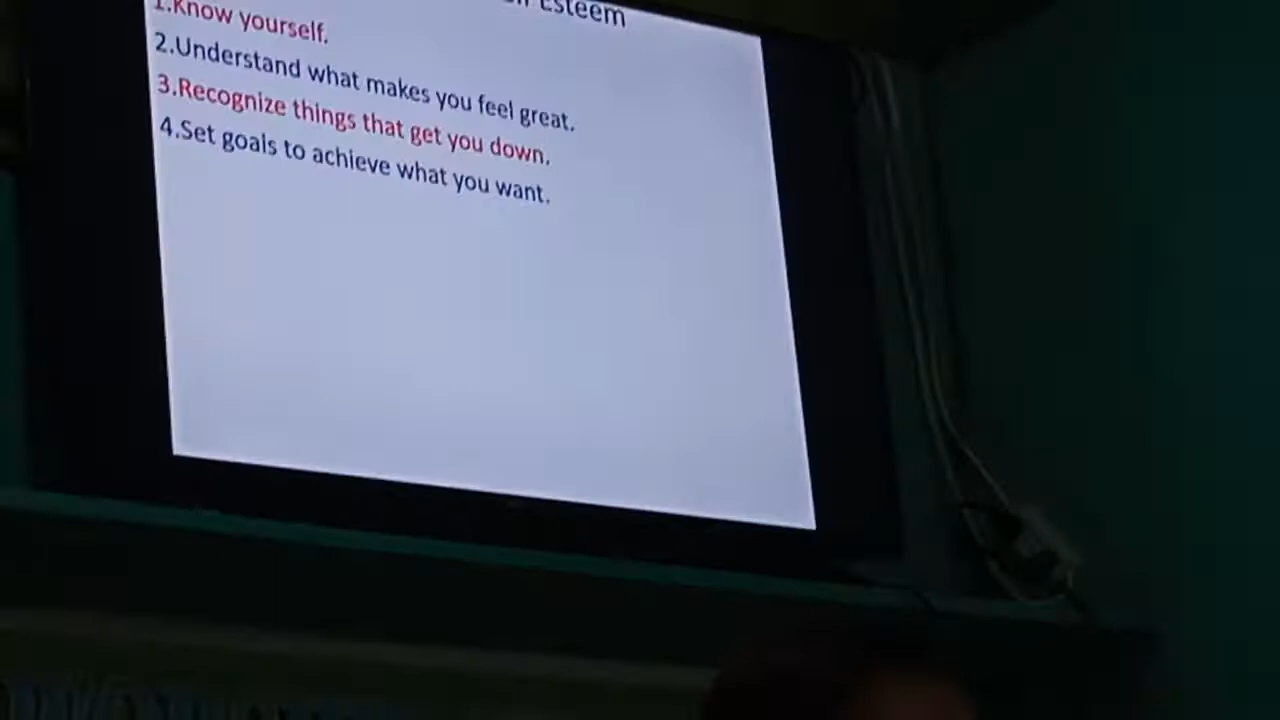 Esteem
1.Know yourself.
2.Understand what makes you feel great.
3.Recognize things that get you down.
4.Set goals to achieve what you want.